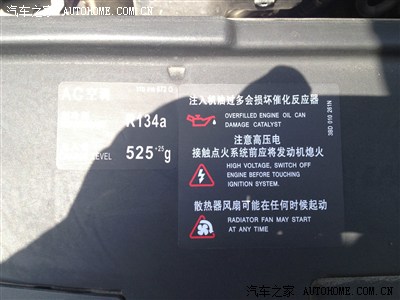 汽车之家 AUTOHOME.COM.CN
AC空调
R134a
LEVEL 525+25g
注入机油过多会损坏催化反应器
OVERFILLED ENGINE OIL CAN
DAMAGE CATALYST
注意高压电
接触点火系统前应将发动机熄火
HIGH VOLTAGE, SWITCH OFF
ENGINE BEFORE TOUCHING
IGNITION SYSTEM.
散热器风扇可能在任何时候起动
RADIATOR FAN MAY START
AT ANY TIME
汽车之家 AUTOHOME.COM.CN